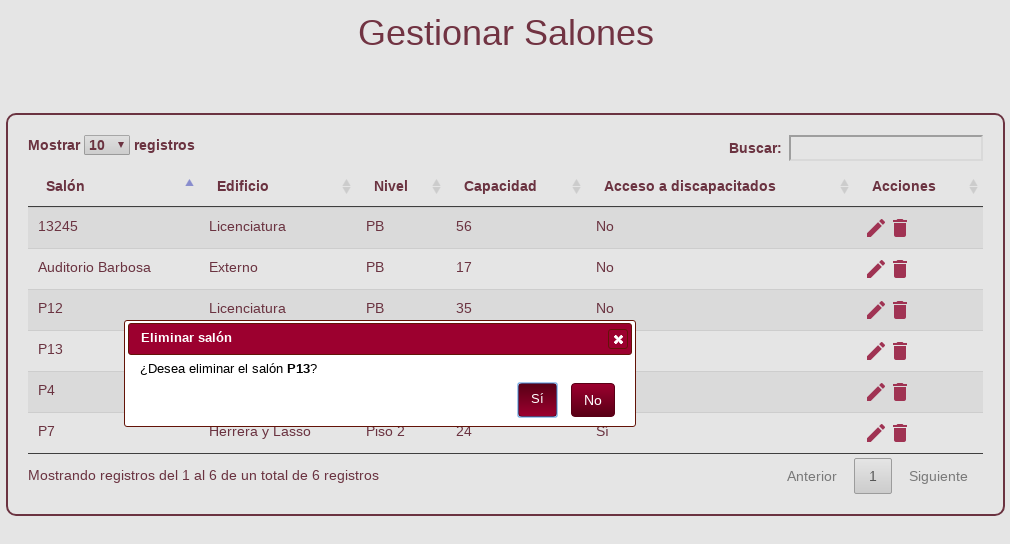 Gestionar Salones
Mostrar 10 registros
Buscar:
Salón Edificio Nivel Capacidad Acceso a discapacitados Acciones
13245 Licenciatura PB 56 No
Auditorio Barbosa Externo PB 17 No
P12 Licenciatura PB 35 No
P13
Eliminar salón
¿Desea eliminar el salón P13?
Sí No
P4
P7 Herrera y Lasso Piso 2 24 Sí
Mostrando registros del 1 al 6 de un total de 6 registros
Anterior 1 Siguiente